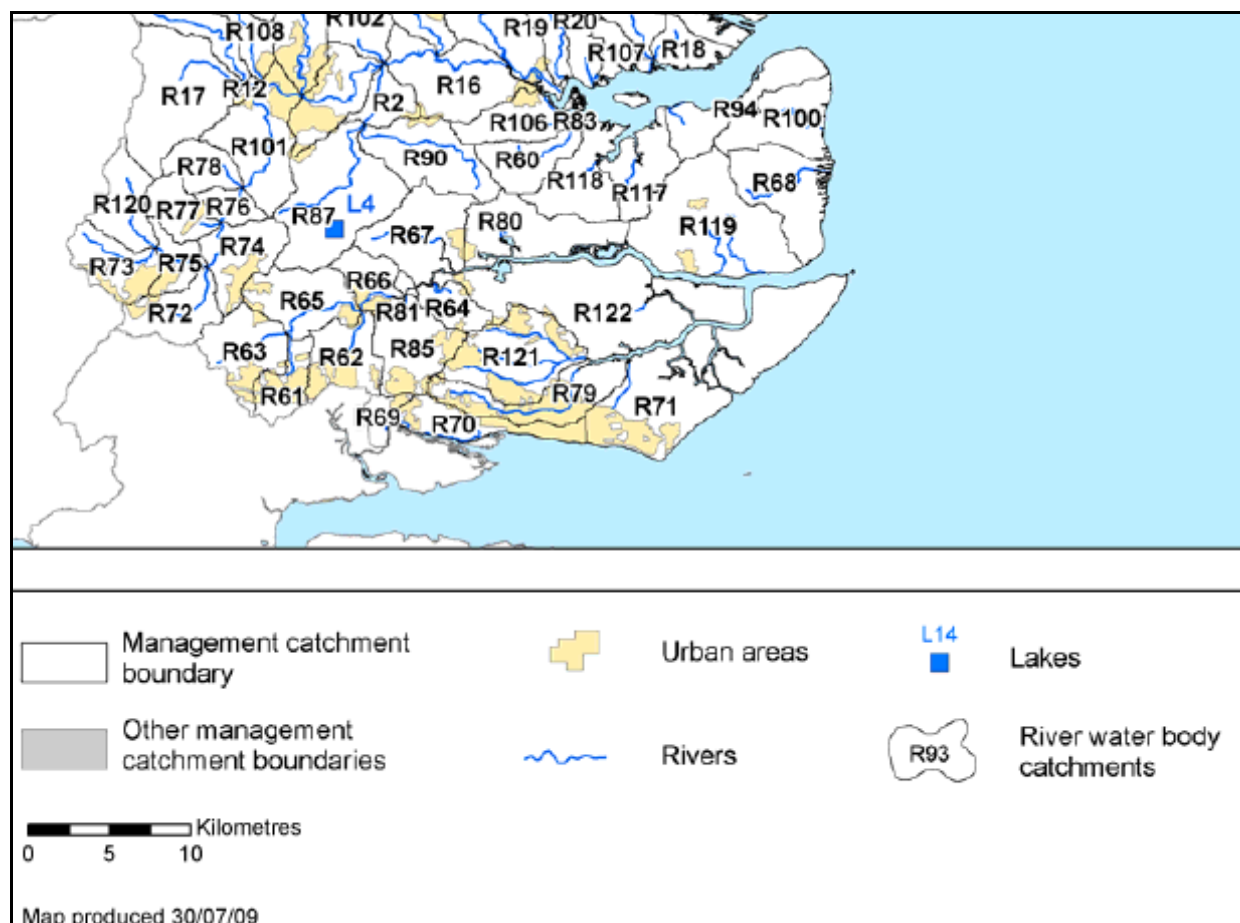 R108
R102
R19
R20
R107
R18
R17
R12
R2
R16
R106
R83
R94
R100
R101
R78
R90
R60
R118
R117
R68
R120
R77
R76
R87
L4
R67
R80
R119
R74
R73
R75
R72
R65
R66
R81
R64
R122
R63
R62
R85
R121
R61
R79
R71
R69
R70
Management catchment
boundary
Urban areas
L14
Lakes
Other management
catchment boundaries
Rivers
R93
River water body
catchments
Kilometres
0 5 10
Map produced 30/07/09